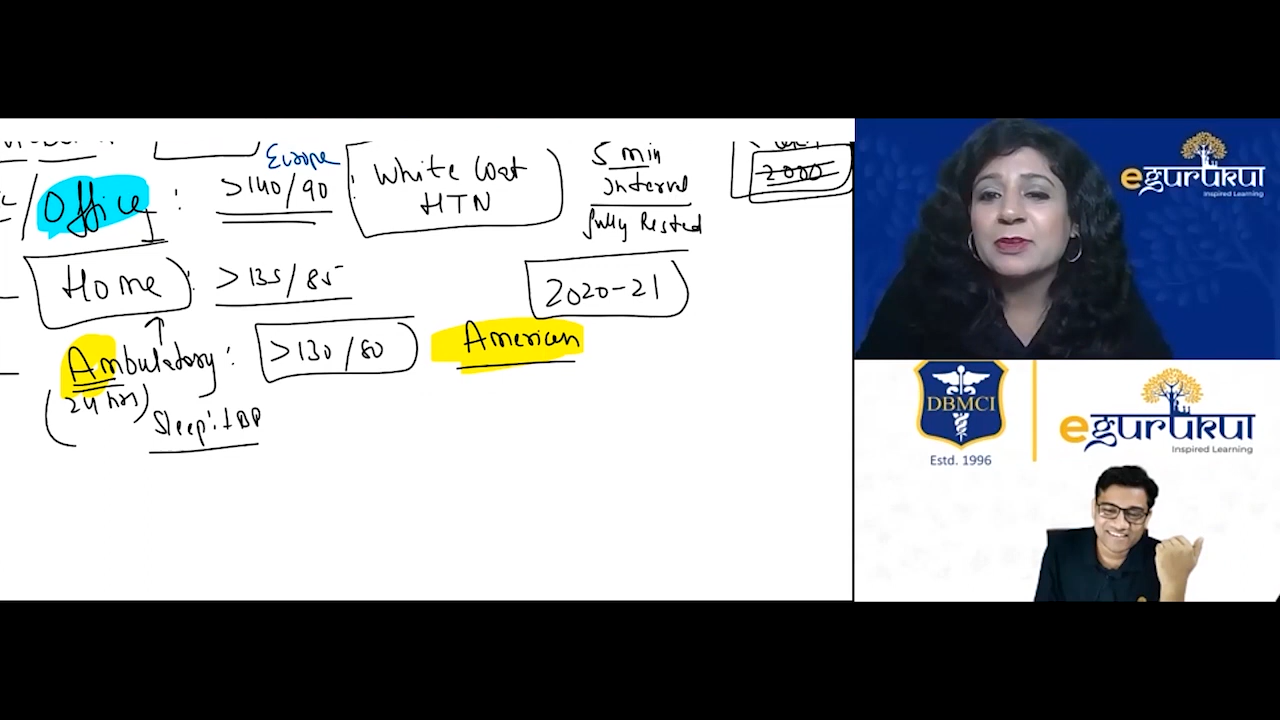 Europe
Office : >140/90
White Coat
HTN
5 min
interval
fully Rested
2000
Home : >135/85
2020-21
Ambulatory: >130/80
American
(24 hrs)
Sleep: ↓BP
egurukul
Inspired Learning
DBMCI
Estd. 1996
egurukul
Inspired Learning